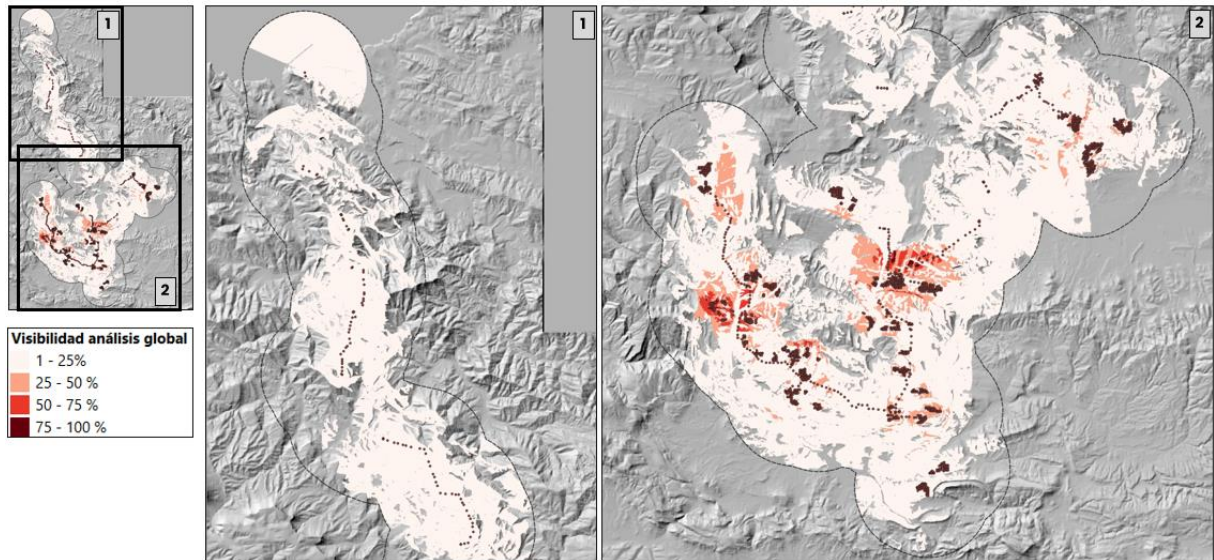 1
2
1
2
Visibilidad análisis global
1 - 25%
25 - 50 %
50 - 75 %
75 - 100 %